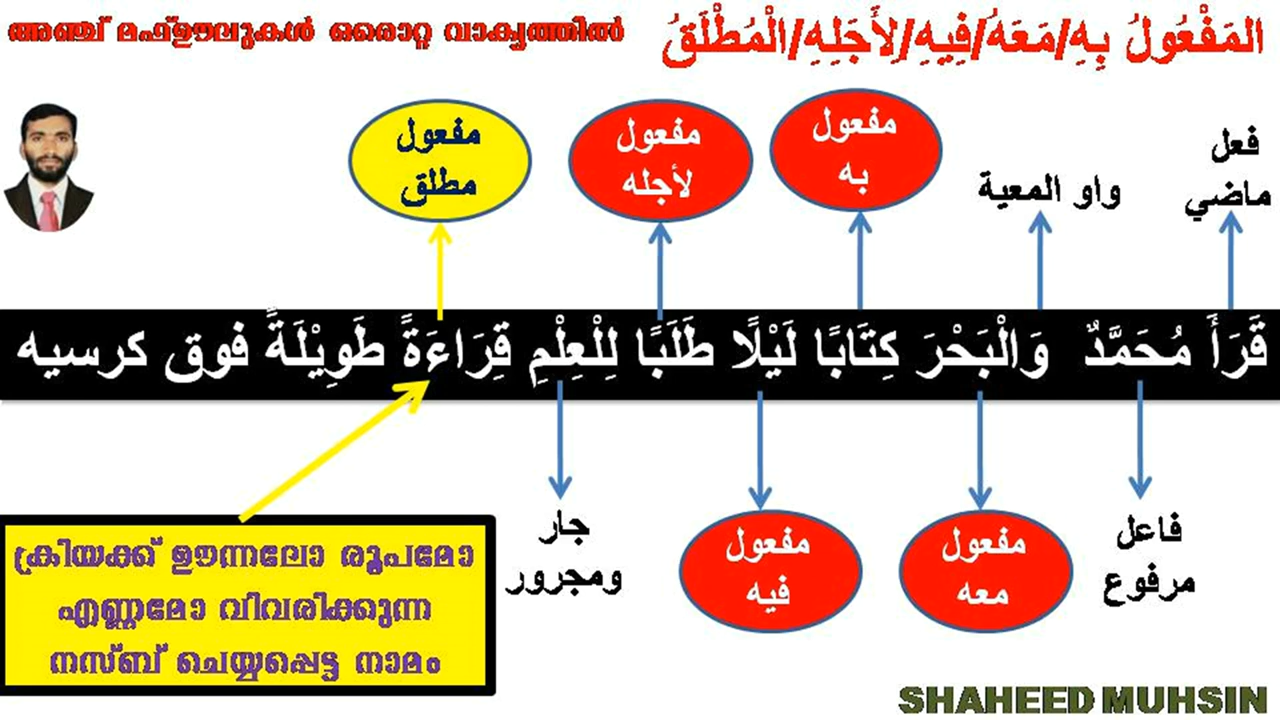 അഞ്ച് മഫ്ഊലുകൾ ഒരൊറ്റ വാക്യത്തിൽ
المَفْعُولُ بِهِ/مَعَهُ/فِيهِ/لِأَجَلِهِ/الْمُطْلَقُ
فعل
ماضي
واو المعية
مفعول
به
مفعول
لأجله
مفعول
مطلق
قَرَأَ مُحَمَّدٌ وَالْبَحْرَ كِتَابًا لَيْلًا طَلَبًا لِلْعِلْمِ قِرَاءَةً طَوِيْلَةً فوق كرسيه
فاعل
مرفوع
مفعول
معه
مفعول
فيه
جار
ومجرور
ക്രിയക്ക് ഊന്നലോ രൂപമോ
എണ്ണമോ വിവരിക്കുന്ന
നസ്ബ് ചെയ്യപ്പെട്ട നാമം
SHAHEED MUHSIN